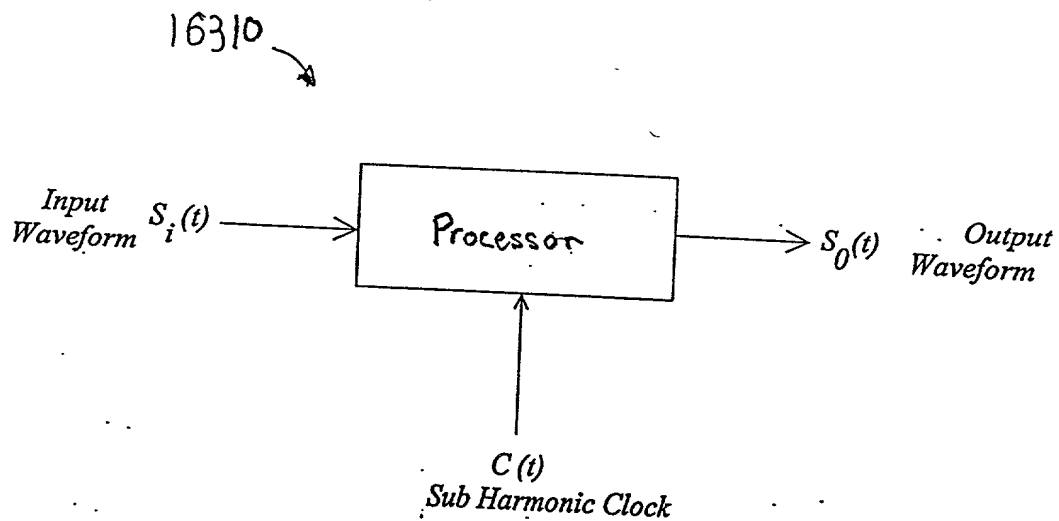 16310
Input
Waveform S_i(t)
Processor
S_0(t) Output
Waveform
C(t)
Sub Harmonic Clock